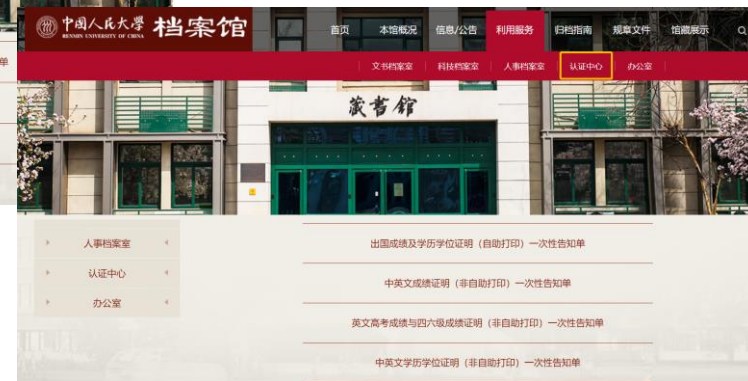 单
中国人民大学 档案馆
RENMIN UNIVERSITY OF CHINA
首页 本馆概况 信息/公告 利用服务 归档指南 规章文件 馆藏展示
文书档案室 科技档案室 人事档案室 认证中心 办公室
藏书馆
人事档案室
认证中心
办公室
出国成绩及学历学位证明（自助打印）一次性告知单
中英文成绩证明（非自助打印）一次性告知单
英文高考成绩与四六级成绩证明（非自助打印）一次性告知单
中英文学历学位证明（非自助打印）一次性告知单